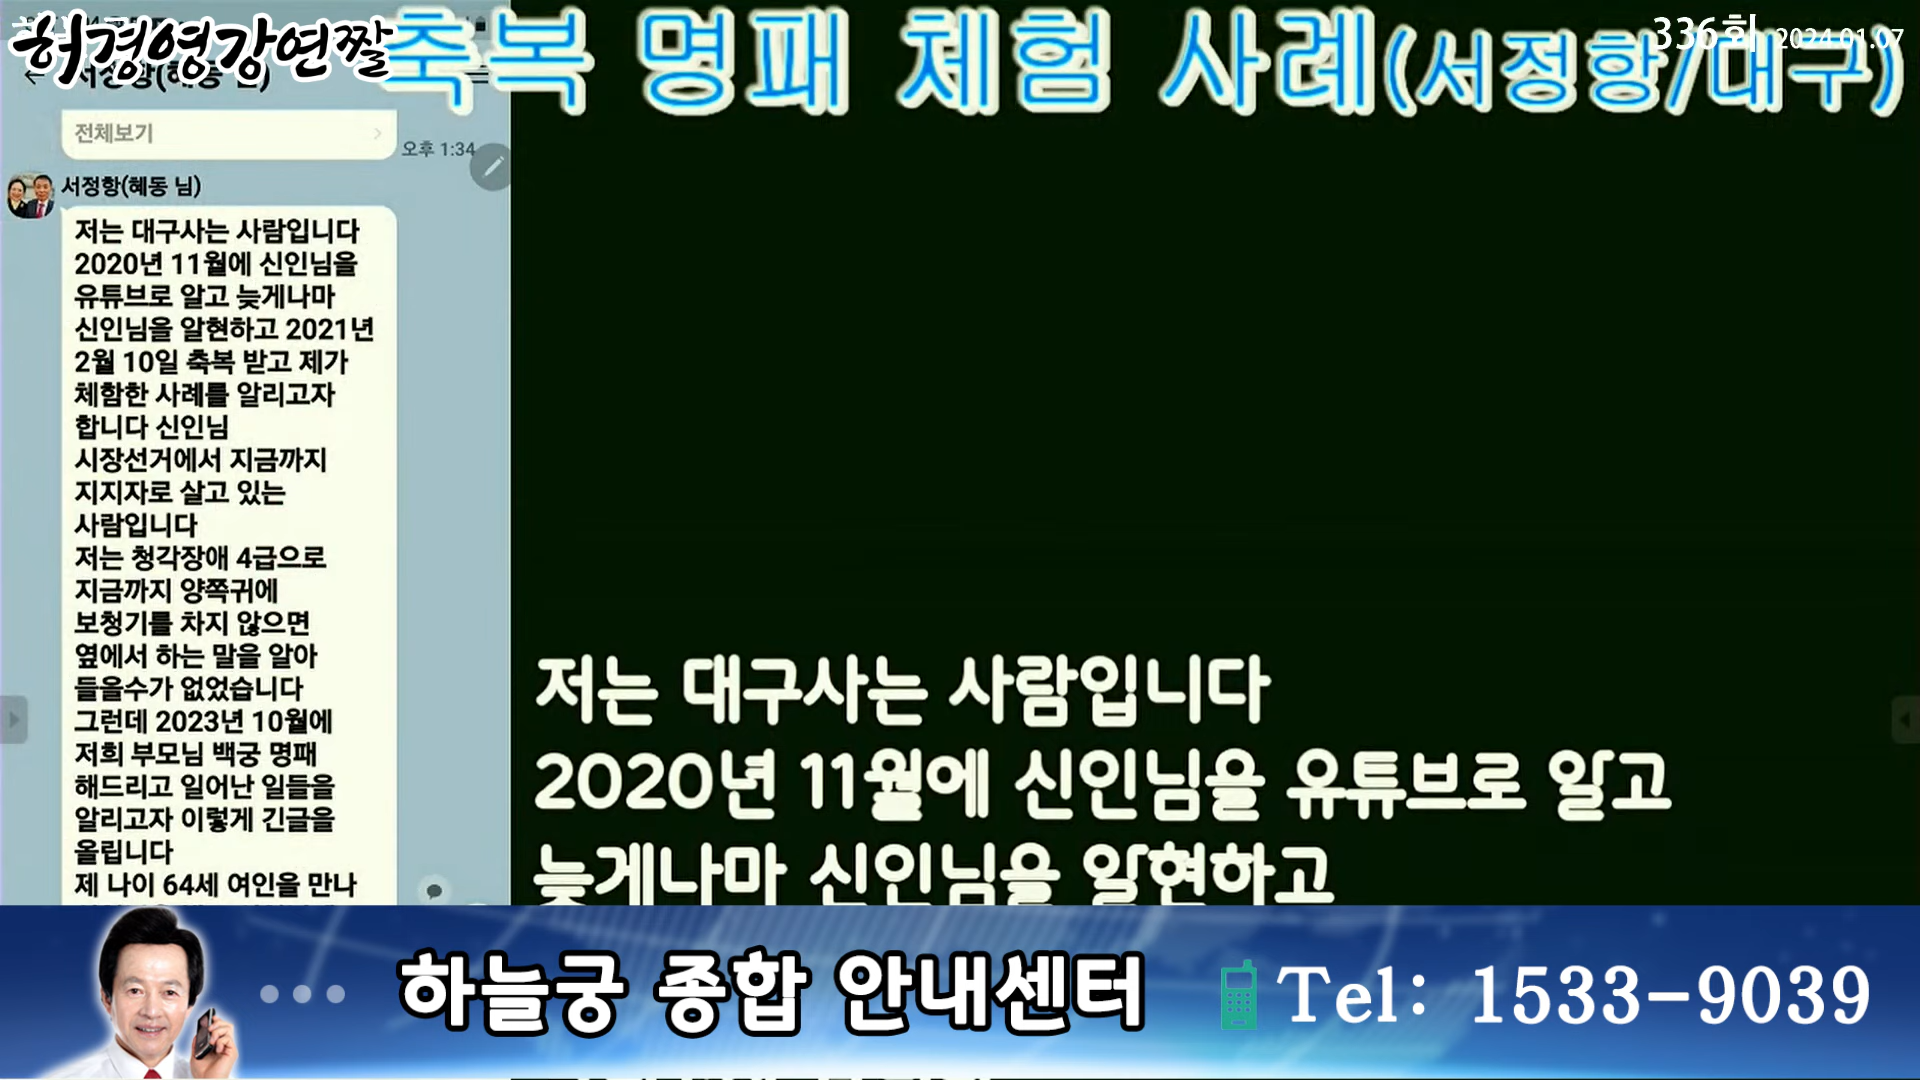 허경영강연짤
축복 명패 체험 사례(서정항/대구)
336회 2024.01.07
서정항(혜동 님)
전체보기
오후 1:34
서정항(혜동 님)
저는 대구사는 사람입니다
2020년 11월에 신인님을
유튜브로 알고 늦게나마
신인님을 알현하고 2021년
2월 10일 축복 받고 제가
체함한 사례를 알리고자
합니다 신인님
시장선거에서 지금까지
지지자로 살고 있는
사람입니다
저는 청각장애 4급으로
지금까지 양쪽귀에
보청기를 차지 않으면
옆에서 하는 말을 알아
들을수가 없었습니다
그런데 2023년 10월에
저희 부모님 백궁 명패
해드리고 일어난 일들을
알리고자 이렇게 긴글을
올립니다
제 나이 64세 여인을 만나
저는 대구사는 사람입니다
2020년 11월에 신인님을 유튜브로 알고
늦게나마 신인님을 알현하고
하늘궁 종합 안내센터
Tel: 1533-9039